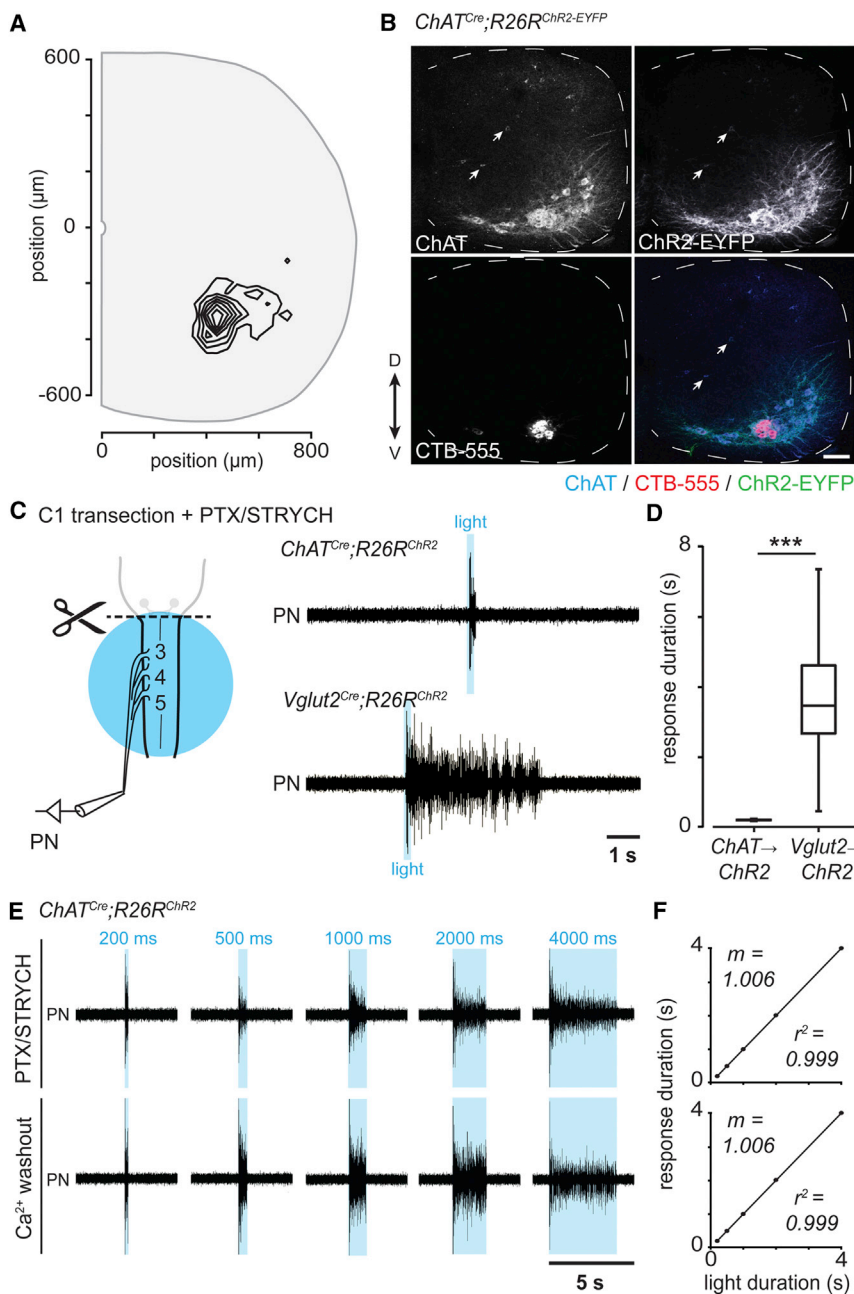 A
600
0
-600
position (µm)
0
800
position (µm)
B
ChAT^Cre;R26R^ChR2-EYFP
ChAT
ChR2-EYFP
CTB-555
D
V
ChAT / CTB-555 / ChR2-EYFP
C
C1 transection + PTX/STRYCH
3
4
5
PN
light
ChAT^Cre;R26R^ChR2
PN
Vglut2^Cre;R26R^ChR2
PN
light
1 s
D
***
8
0
response duration (s)
ChAT→ Vglut2→
ChR2 ChR2
E
ChAT^Cre;R26R^ChR2
200 ms 500 ms 1000 ms 2000 ms 4000 ms
PTX/STRYCH
PN
Ca²⁺ washout
PN
5 s
F
response duration (s)
4
0
m =
1.006
r² =
0.999
4
0
m =
1.006
r² =
0.999
0 4
light duration (s)